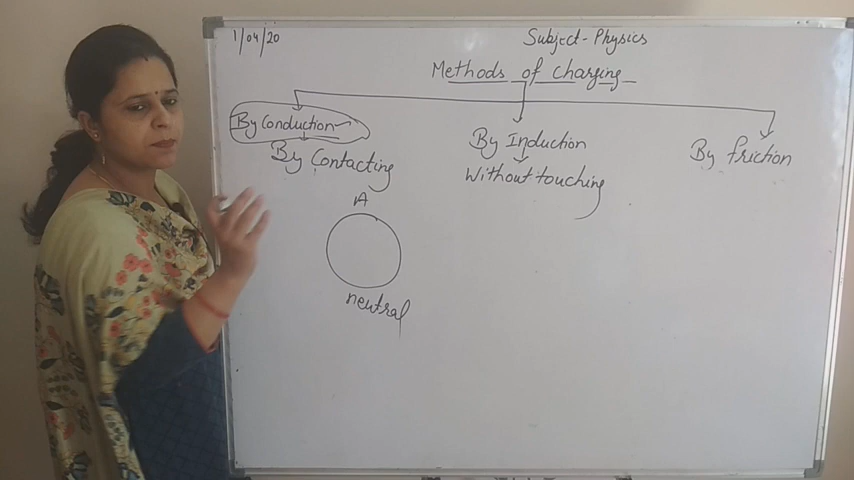 1/04/20
Subject-Physics
Methods of charging
By Conduction
By Contacting
By Induction
Without touching
By friction
A
neutral